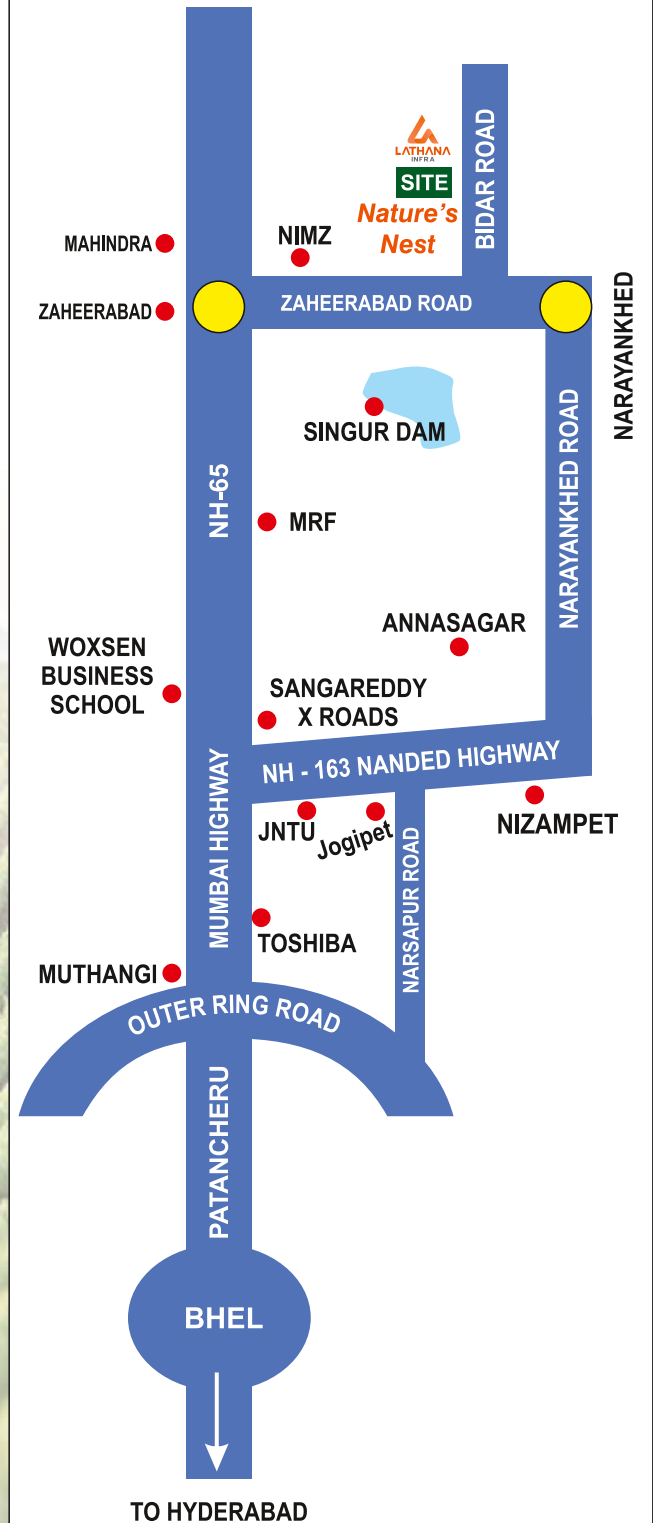 BIDAR ROAD
LATHANA
INFRA
SITE
Nature's
Nest
MAHINDRA
NIMZ
ZAHEERABAD
ZAHEERABAD ROAD
NARAYANKHED
SINGUR DAM
NH-65
NARAYANKHED ROAD
MRF
ANNASAGAR
WOXSEN
BUSINESS
SCHOOL
SANGAREDDY
X ROADS
NH - 163 NANDED HIGHWAY
MUMBAI HIGHWAY
JNTU
Jogipet
NIZAMPET
NARSAPUR ROAD
TOSHIBA
MUTHANGI
OUTER RING ROAD
PATANCHERU
BHEL
TO HYDERABAD